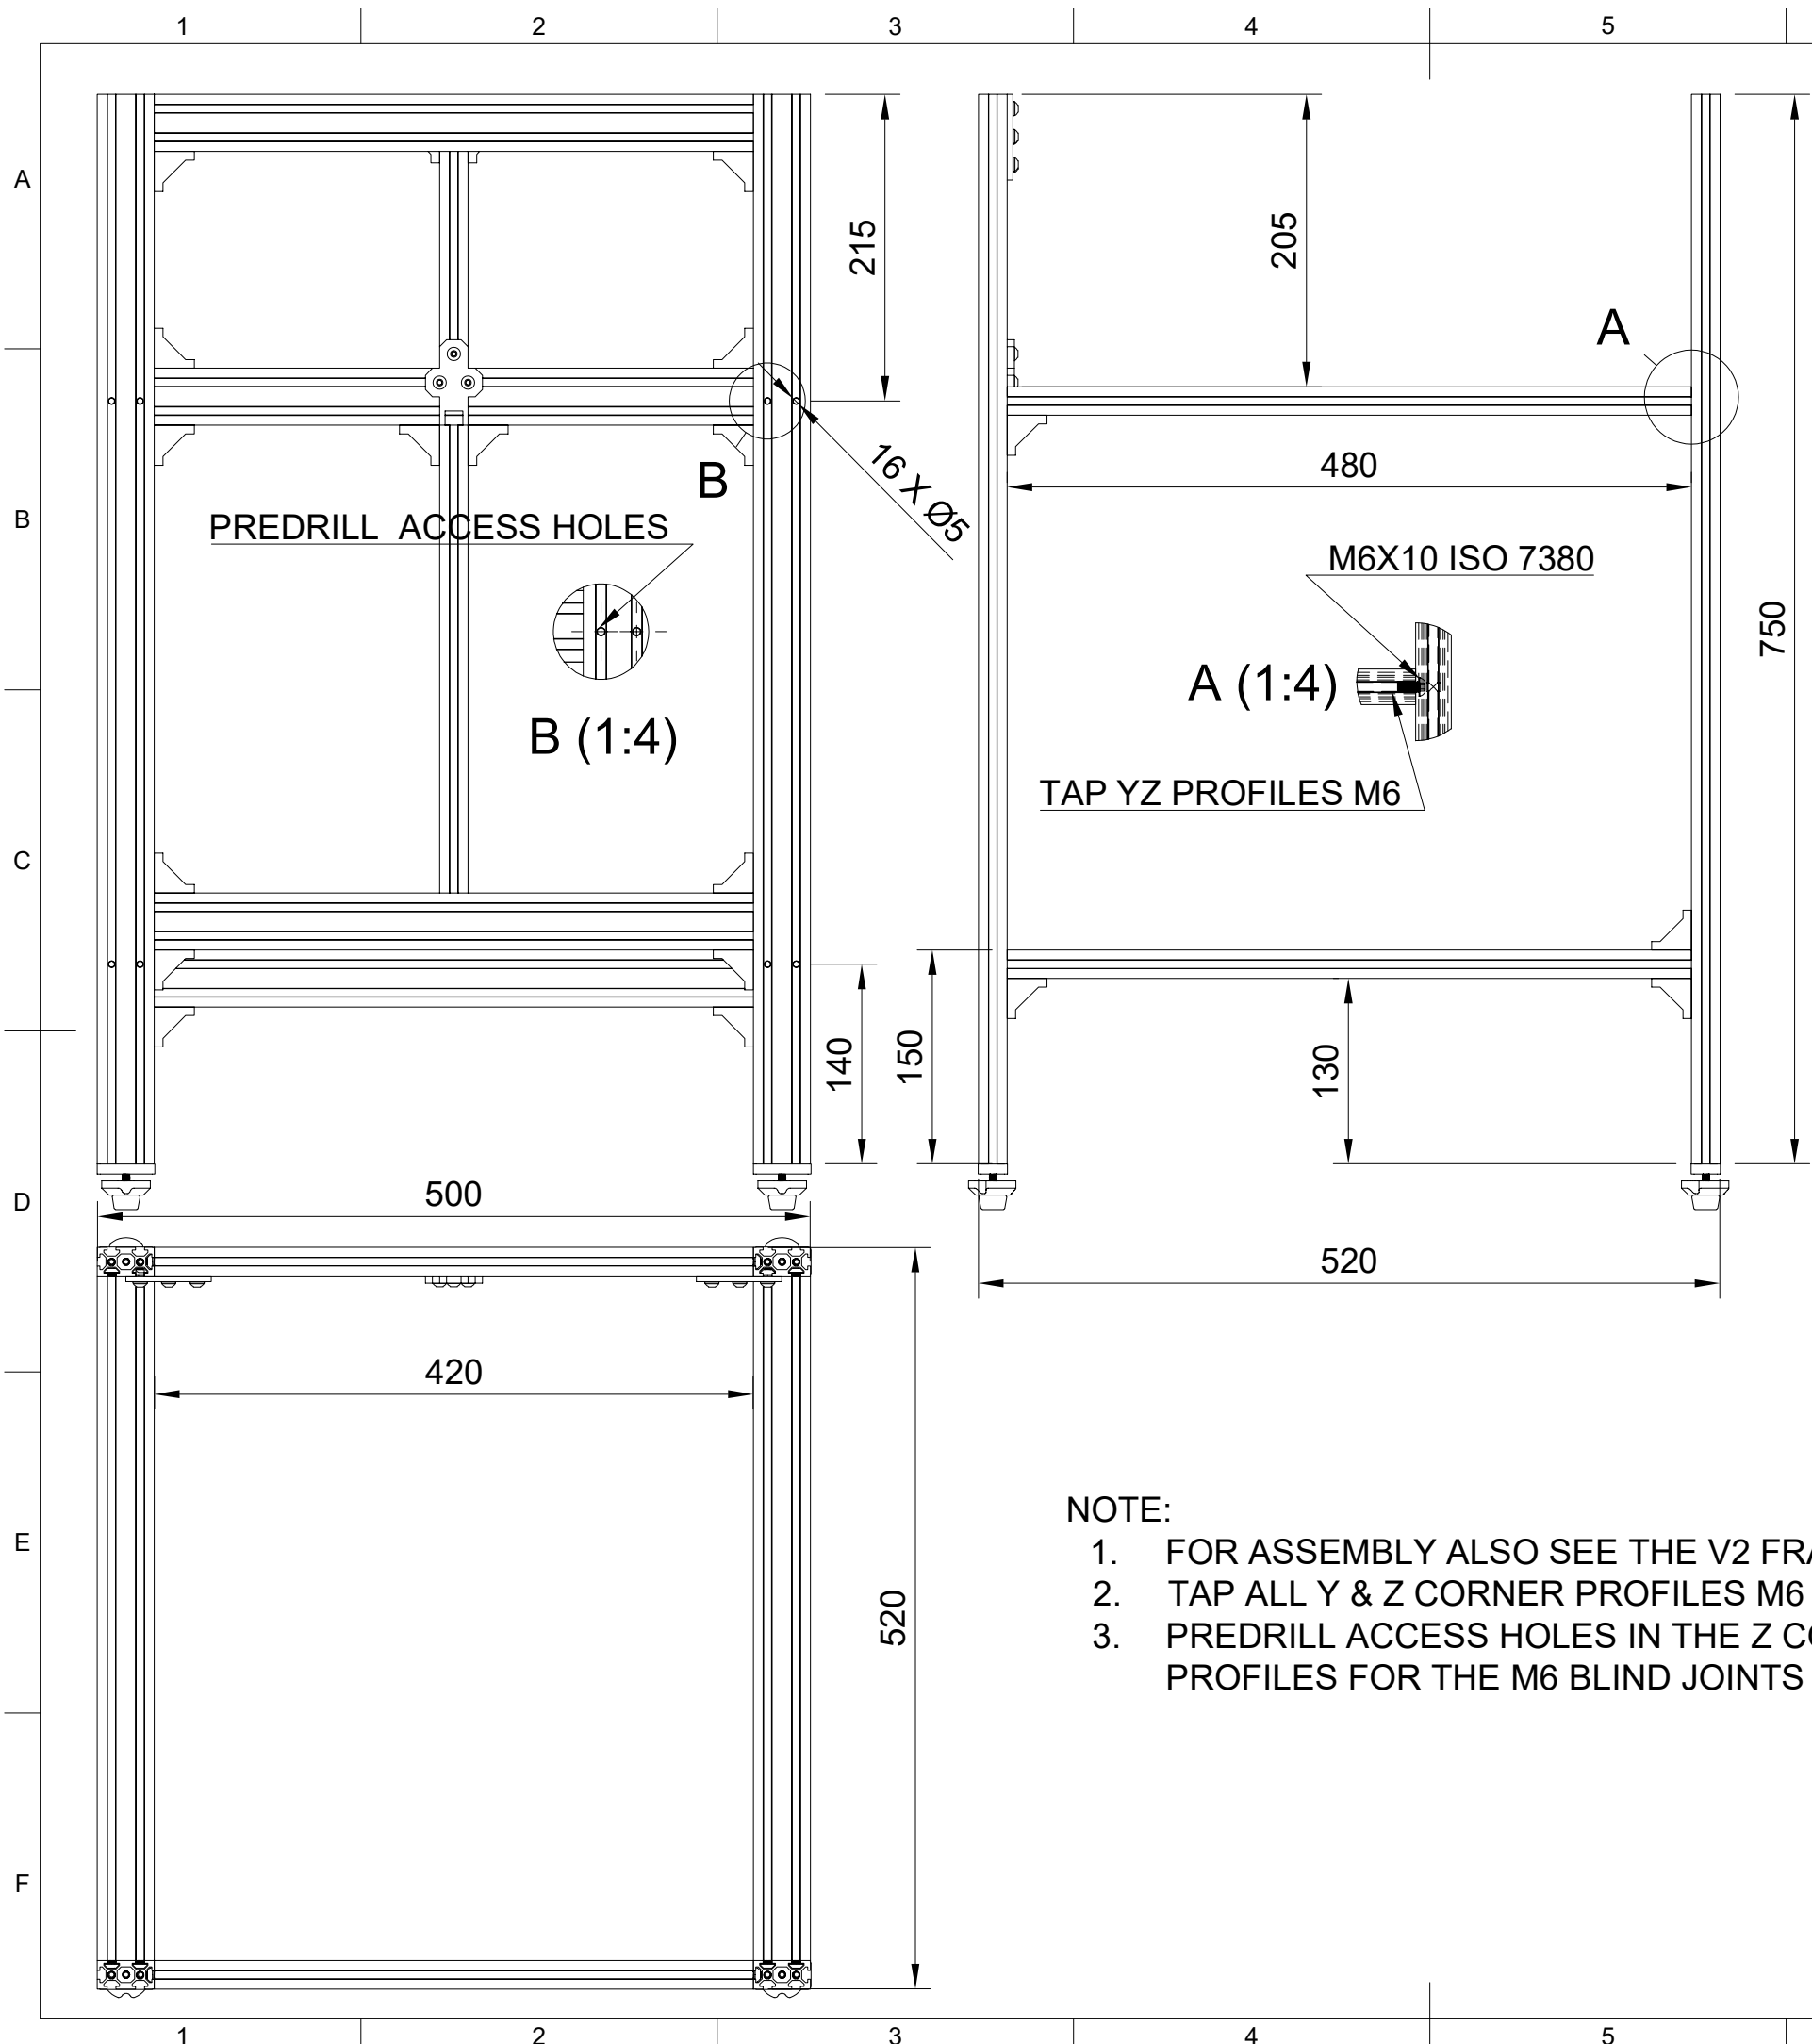 1 2 3 4 5
A
B
C
D
E
F
215
205
A
B
16 X Ø5
480
PREDRILL ACCESS HOLES
M6X10 ISO 7380
750
A (1:4)
B (1:4)
TAP YZ PROFILES M6
140
150
130
500
520
420
520
NOTE:
1. FOR ASSEMBLY ALSO SEE THE V2 FRA
2. TAP ALL Y & Z CORNER PROFILES M6
3. PREDRILL ACCESS HOLES IN THE Z CO
PROFILES FOR THE M6 BLIND JOINTS
1 2 3 4 5